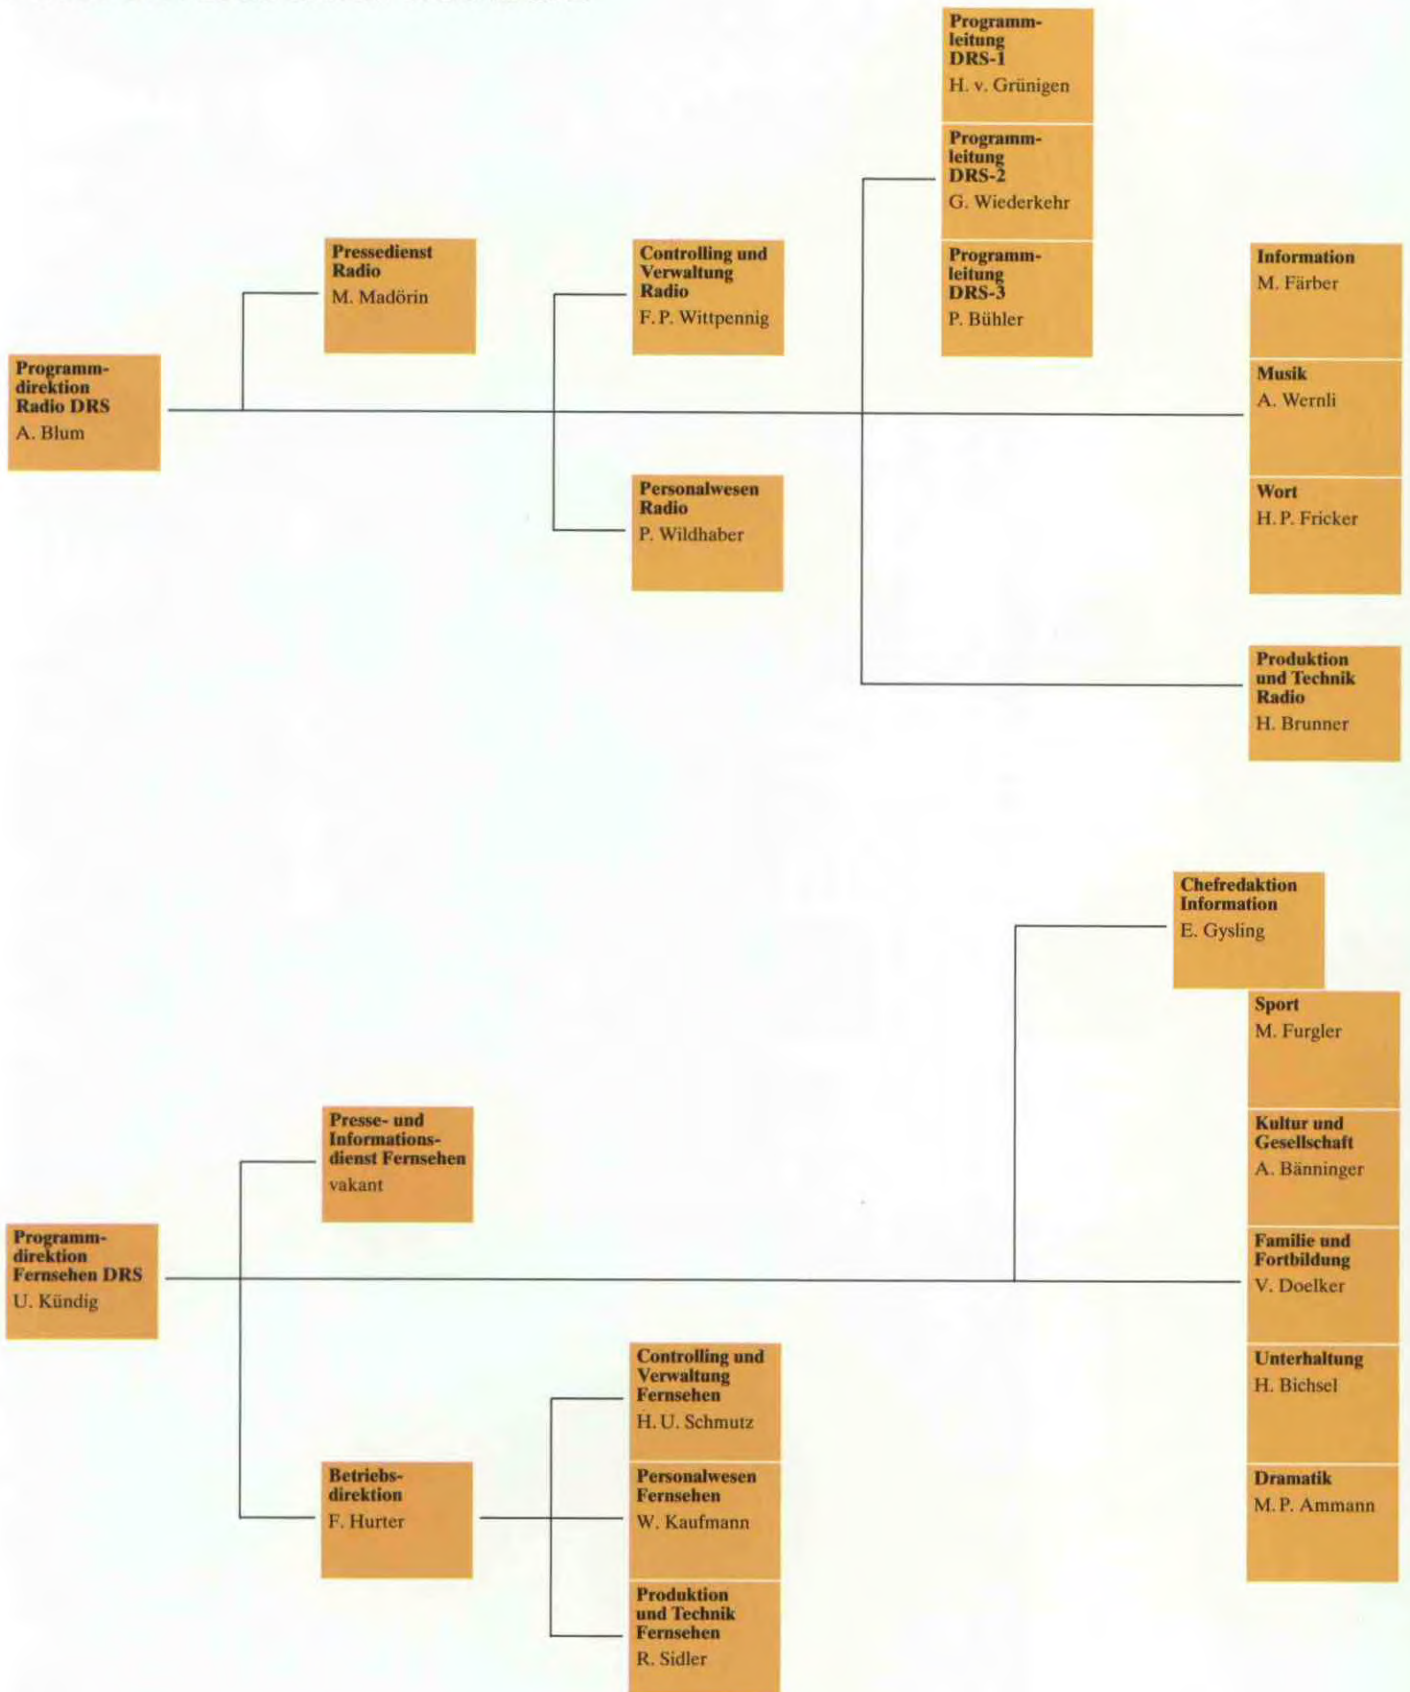 Programm-
leitung
DRS-1
H. v. Grünigen
Programm-
leitung
DRS-2
G. Wiederkehr
Programm-
leitung
DRS-3
P. Bühler
Pressedienst
Radio
M. Madörin
Controlling und
Verwaltung
Radio
F. P. Wittpennig
Information
M. Färber
Musik
A. Wernli
Wort
H. P. Fricker
Programm-
direktion
Radio DRS
A. Blum
Personalwesen
Radio
P. Wildhaber
Produktion
und Technik
Radio
H. Brunner
Chefredaktion
Information
E. Gysling
Sport
M. Furgler
Kultur und
Gesellschaft
A. Bänninger
Familie und
Fortbildung
V. Doelker
Unterhaltung
H. Bichsel
Dramatik
M. P. Ammann
Presse- und
Informations-
dienst Fernsehen
vakant
Programm-
direktion
Fernsehen DRS
U. Kündig
Betriebs-
direktion
F. Hurter
Controlling und
Verwaltung
Fernsehen
H. U. Schmutz
Personalwesen
Fernsehen
W. Kaufmann
Produktion
und Technik
Fernsehen
R. Sidler